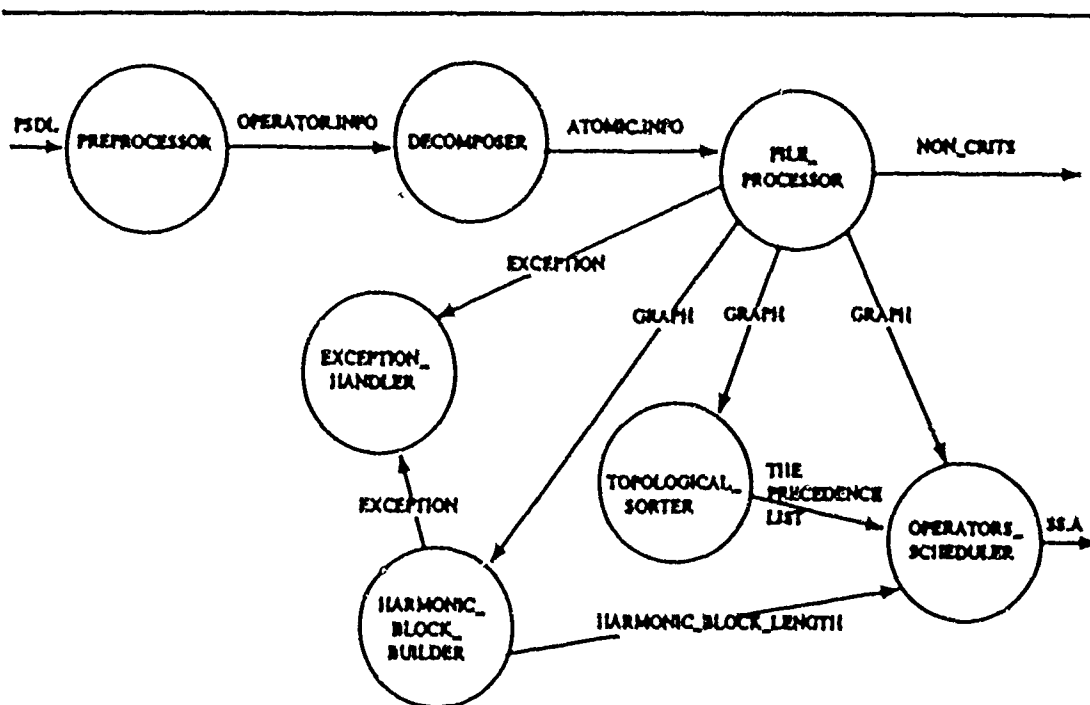 PSDL
PREPROCESSOR
OPERATOR.INFO
DECOMPOSER
ATOMIC.INFO
FILE_
PROCESSOR
NON_CRITS
EXCEPTION
GRAPH
GRAPH
GRAPH
EXCEPTION_
HANDLER
TOPOLOGICAL_
SORTER
THE
PRECEDENCE
LIST
OPERATORS_
SCHEDULER
SS.A
EXCEPTION
HARMONIC_
BLOCK_
BUILDER
HARMONIC_BLOCK_LENGTH